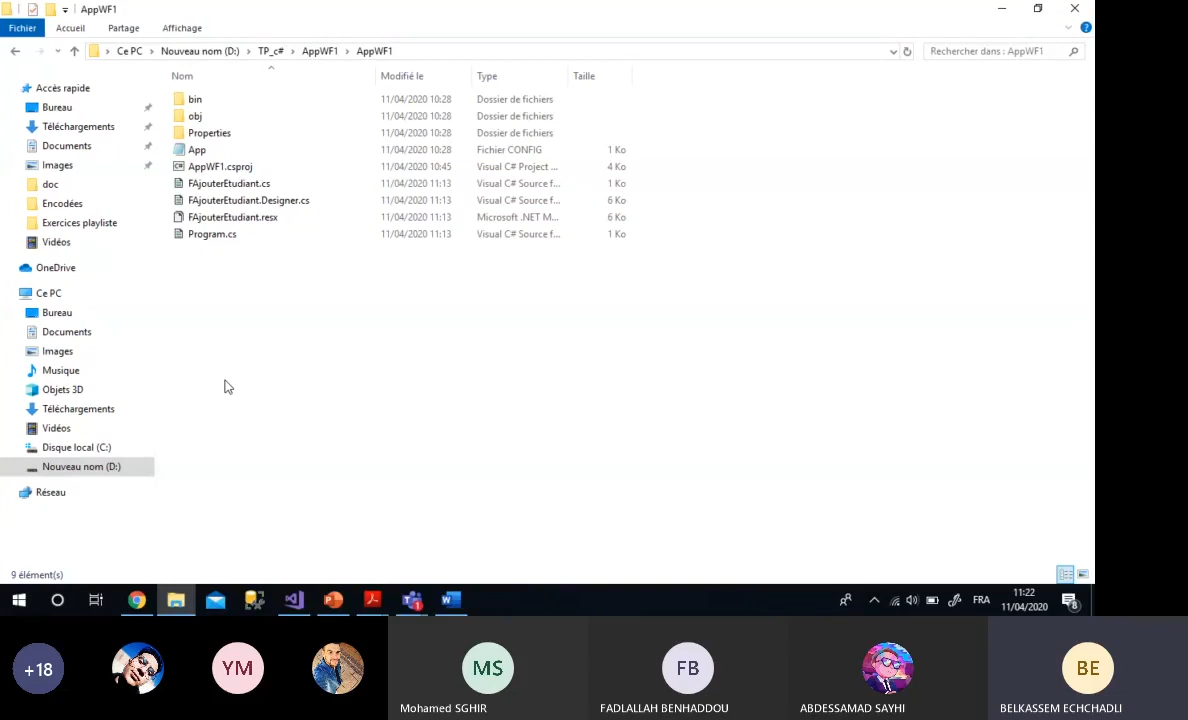 AppWF1
Fichier Accueil Partage Affichage
Ce PC Nouveau nom (D:) TP_c# AppWF1 AppWF1
Rechercher dans : AppWF1
Nom Modifié le Type Taille
Accès rapide
Bureau
Téléchargements
Documents
Images
doc
Encodées
Exercices playliste
Vidéos
OneDrive
Ce PC
Bureau
Documents
Images
Musique
Objets 3D
Téléchargements
Vidéos
Disque local (C:)
Nouveau nom (D:)
Réseau
bin 11/04/2020 10:28 Dossier de fichiers
obj 11/04/2020 10:28 Dossier de fichiers
Properties 11/04/2020 10:28 Dossier de fichiers
App 11/04/2020 10:28 Fichier CONFIG 1 Ko
AppWF1.csproj 11/04/2020 10:45 Visual C# Project ... 4 Ko
FAjouterEtudiant.cs 11/04/2020 11:13 Visual C# Source f... 1 Ko
FAjouterEtudiant.Designer.cs 11/04/2020 11:13 Visual C# Source f... 6 Ko
FAjouterEtudiant.resx 11/04/2020 11:13 Microsoft .NET M... 6 Ko
Program.cs 11/04/2020 11:13 Visual C# Source f... 1 Ko
9 élément(s)
FRA
11:22
11/04/2020
8
+18
YM
MS
FB
BE
Mohamed SGHIR
FADLALLAH BENHADDOU
ABDESSAMAD SAYHI
BELKASSEM ECHCHADLI